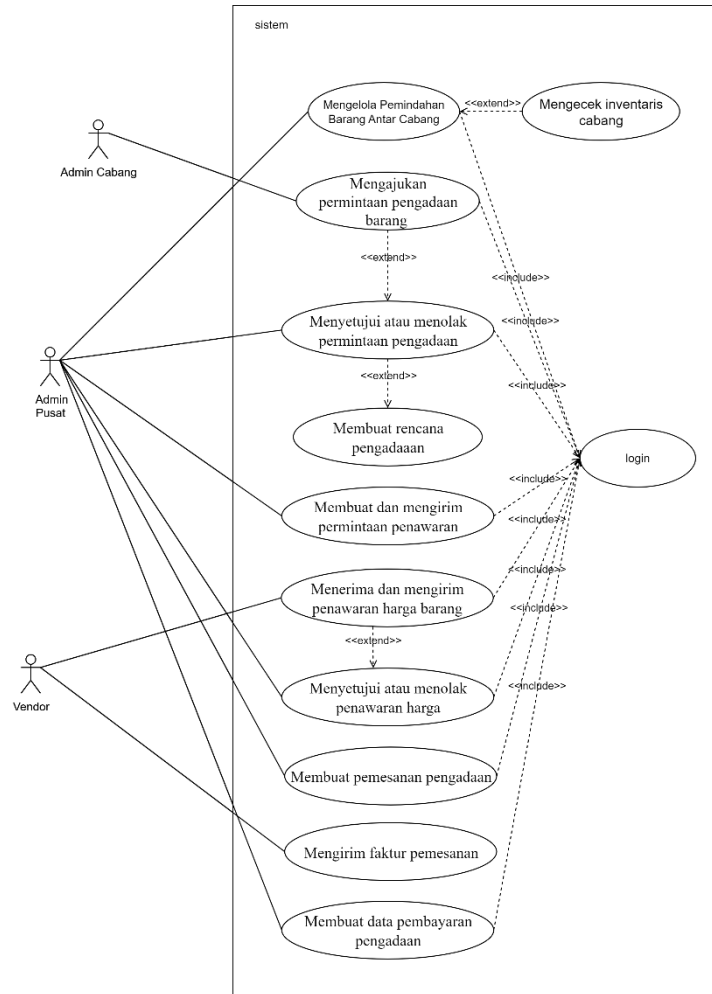 sistem
Mengelola Pemindahan
Barang Antar Cabang
<<extend>>
Mengecek inventaris
cabang
Admin Cabang
Mengajukan
permintaan pengadaan
barang
<<extend>>
<<include>>
<<include>>
Menyetujui atau menolak
permintaan pengadaan
Admin
Pusat
<<extend>>
<<include>>
Membuat rencana
pengadaaan
login
<<include>>
Membuat dan mengirim
permintaan penawaran
<<include>>
<<include>>
Menerima dan mengirim
penawaran harga barang
<<include>>
<<extend>>
Vendor
Menyetujui atau menolak
penawaran harga
<<include>>
Membuat pemesanan pengadaan
Mengirim faktur pemesanan
Membuat data pembayaran
pengadaan